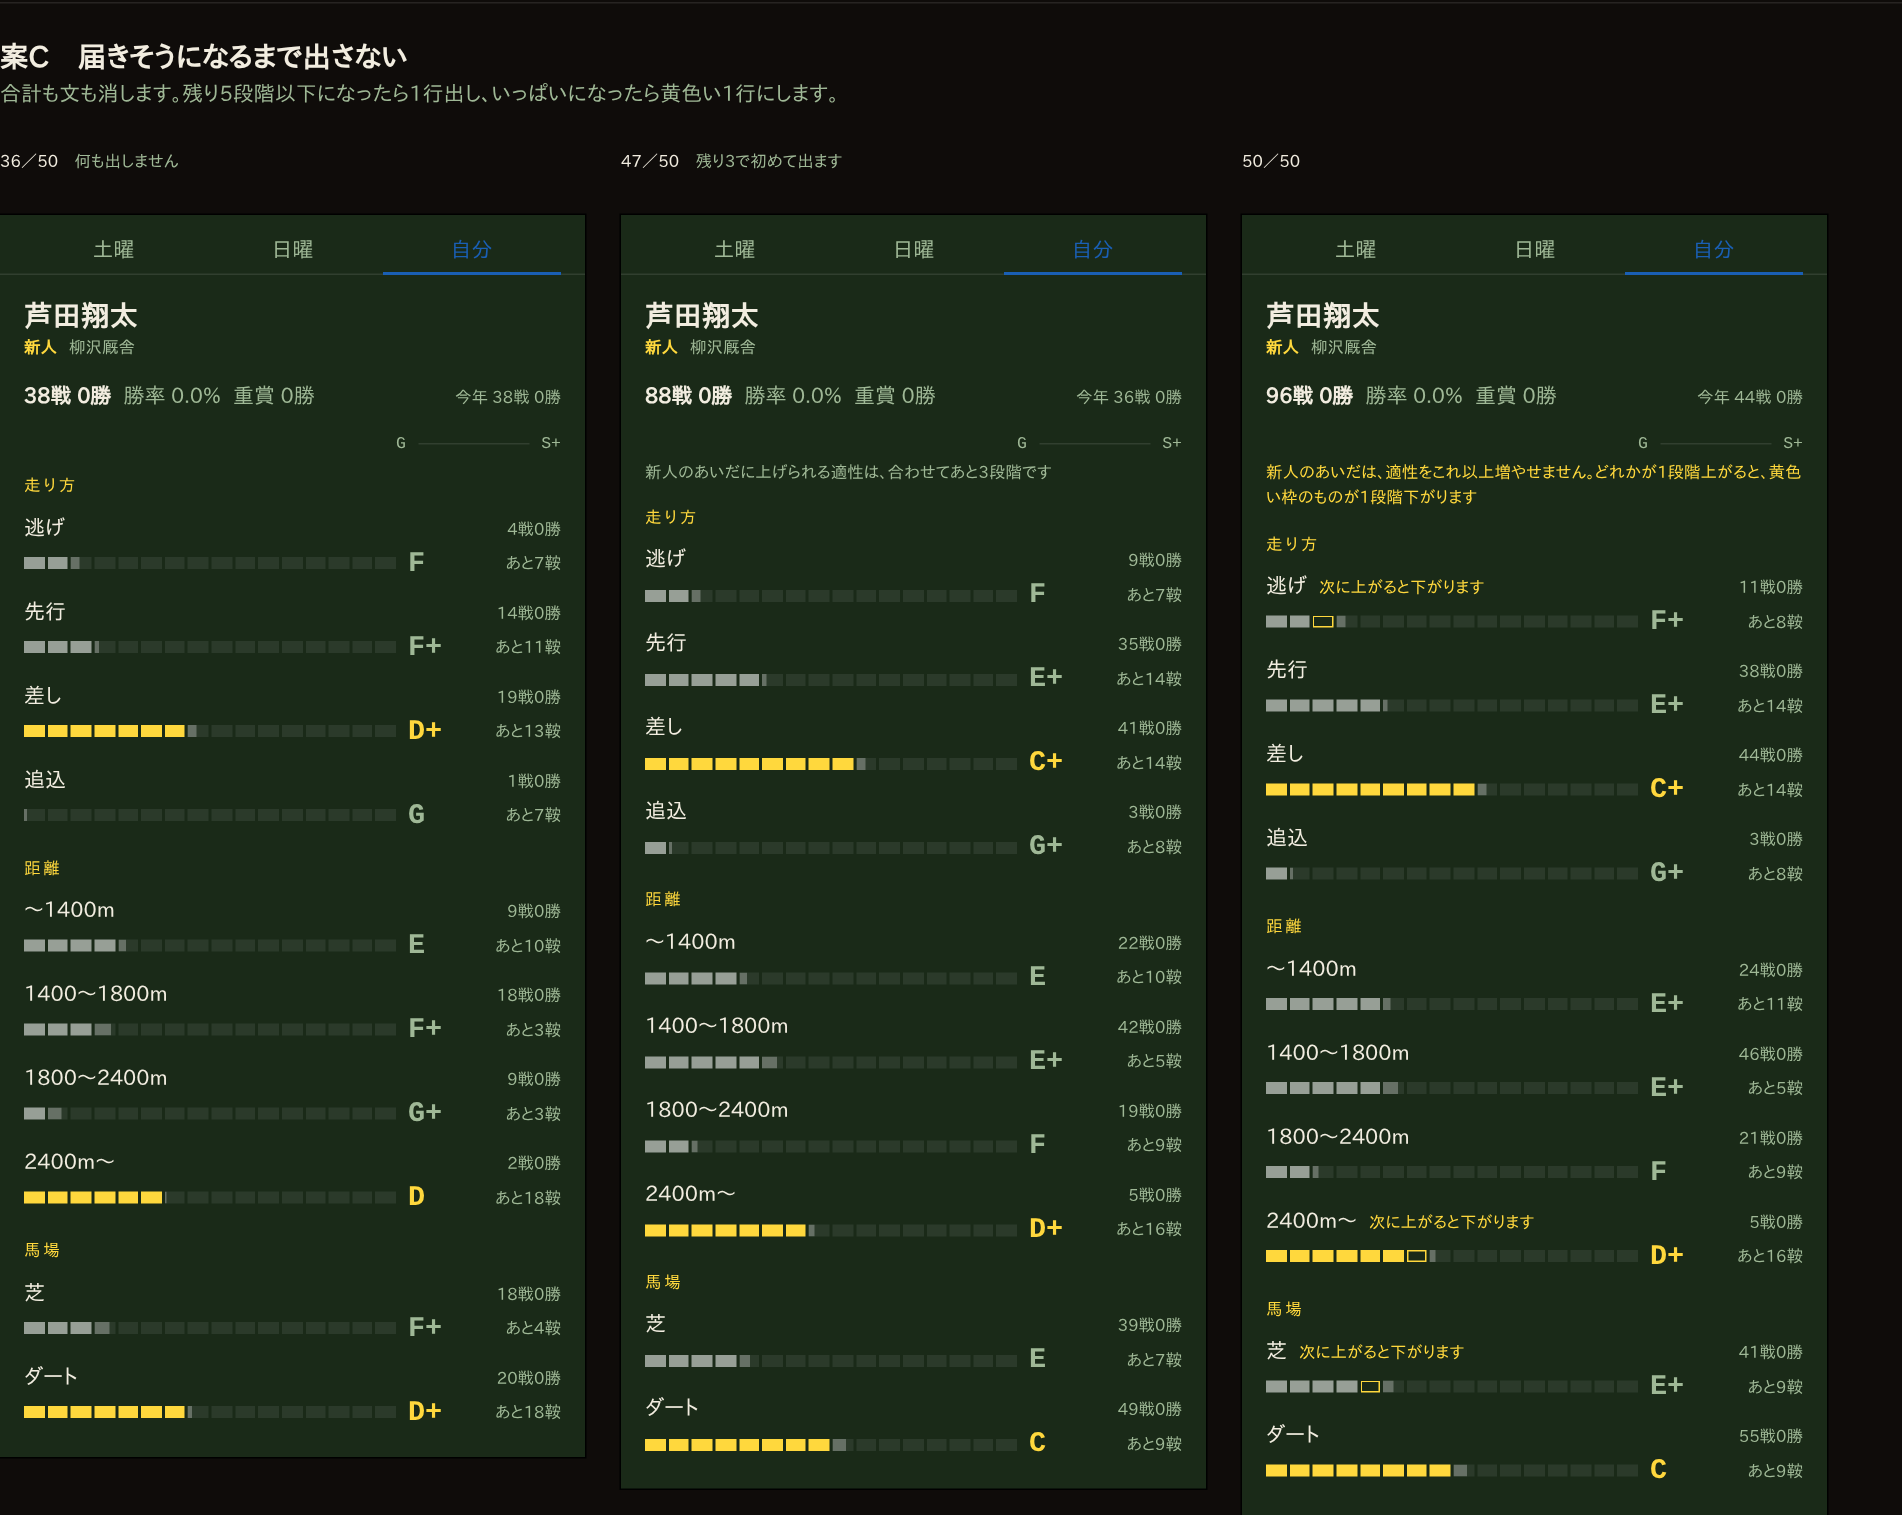 案C　届きそうになるまで出さない
合計も文も消します。残り5段階以下になったら1行出し、いっぱいになったら黄色い1行にします。
36／50　何も出しません
土曜　日曜　自分
芦田翔太
新人　柳沢厩舎
38戦 0勝　勝率 0.0%　重賞 0勝　今年 38戦 0勝
G　S+
走り方
逃げ　4戦0勝
F　あと7鞍
先行　14戦0勝
F+　あと11鞍
差し　19戦0勝
D+　あと13鞍
追込　1戦0勝
G　あと7鞍
距離
〜1400m　9戦0勝
E　あと10鞍
1400〜1800m　18戦0勝
F+　あと3鞍
1800〜2400m　9戦0勝
G+　あと3鞍
2400m〜　2戦0勝
D　あと18鞍
馬場
芝　18戦0勝
F+　あと4鞍
ダート　20戦0勝
D+　あと18鞍
47／50　残り3で初めて出ます
土曜　日曜　自分
芦田翔太
新人　柳沢厩舎
88戦 0勝　勝率 0.0%　重賞 0勝　今年 36戦 0勝
G　S+
新人のあいだに上げられる適性は、合わせてあと3段階です
走り方
逃げ　9戦0勝
F　あと7鞍
先行　35戦0勝
E+　あと14鞍
差し　41戦0勝
C+　あと14鞍
追込　3戦0勝
G+　あと8鞍
距離
〜1400m　22戦0勝
E　あと10鞍
1400〜1800m　42戦0勝
E+　あと5鞍
1800〜2400m　19戦0勝
F　あと9鞍
2400m〜　5戦0勝
D+　あと16鞍
馬場
芝　39戦0勝
E　あと7鞍
ダート　49戦0勝
C　あと9鞍
50／50
土曜　日曜　自分
芦田翔太
新人　柳沢厩舎
96戦 0勝　勝率 0.0%　重賞 0勝　今年 44戦 0勝
G　S+
新人のあいだは、適性をこれ以上増やせません。どれかが1段階上がると、黄色
い枠のものが1段階下がります
走り方
逃げ　次に上がると下がります　11戦0勝
F+　あと8鞍
先行　38戦0勝
E+　あと14鞍
差し　44戦0勝
C+　あと14鞍
追込　3戦0勝
G+　あと8鞍
距離
〜1400m　24戦0勝
E+　あと11鞍
1400〜1800m　46戦0勝
E+　あと5鞍
1800〜2400m　21戦0勝
F　あと9鞍
2400m〜　次に上がると下がります　5戦0勝
D+　あと16鞍
馬場
芝　次に上がると下がります　41戦0勝
E+　あと9鞍
ダート　55戦0勝
C　あと9鞍